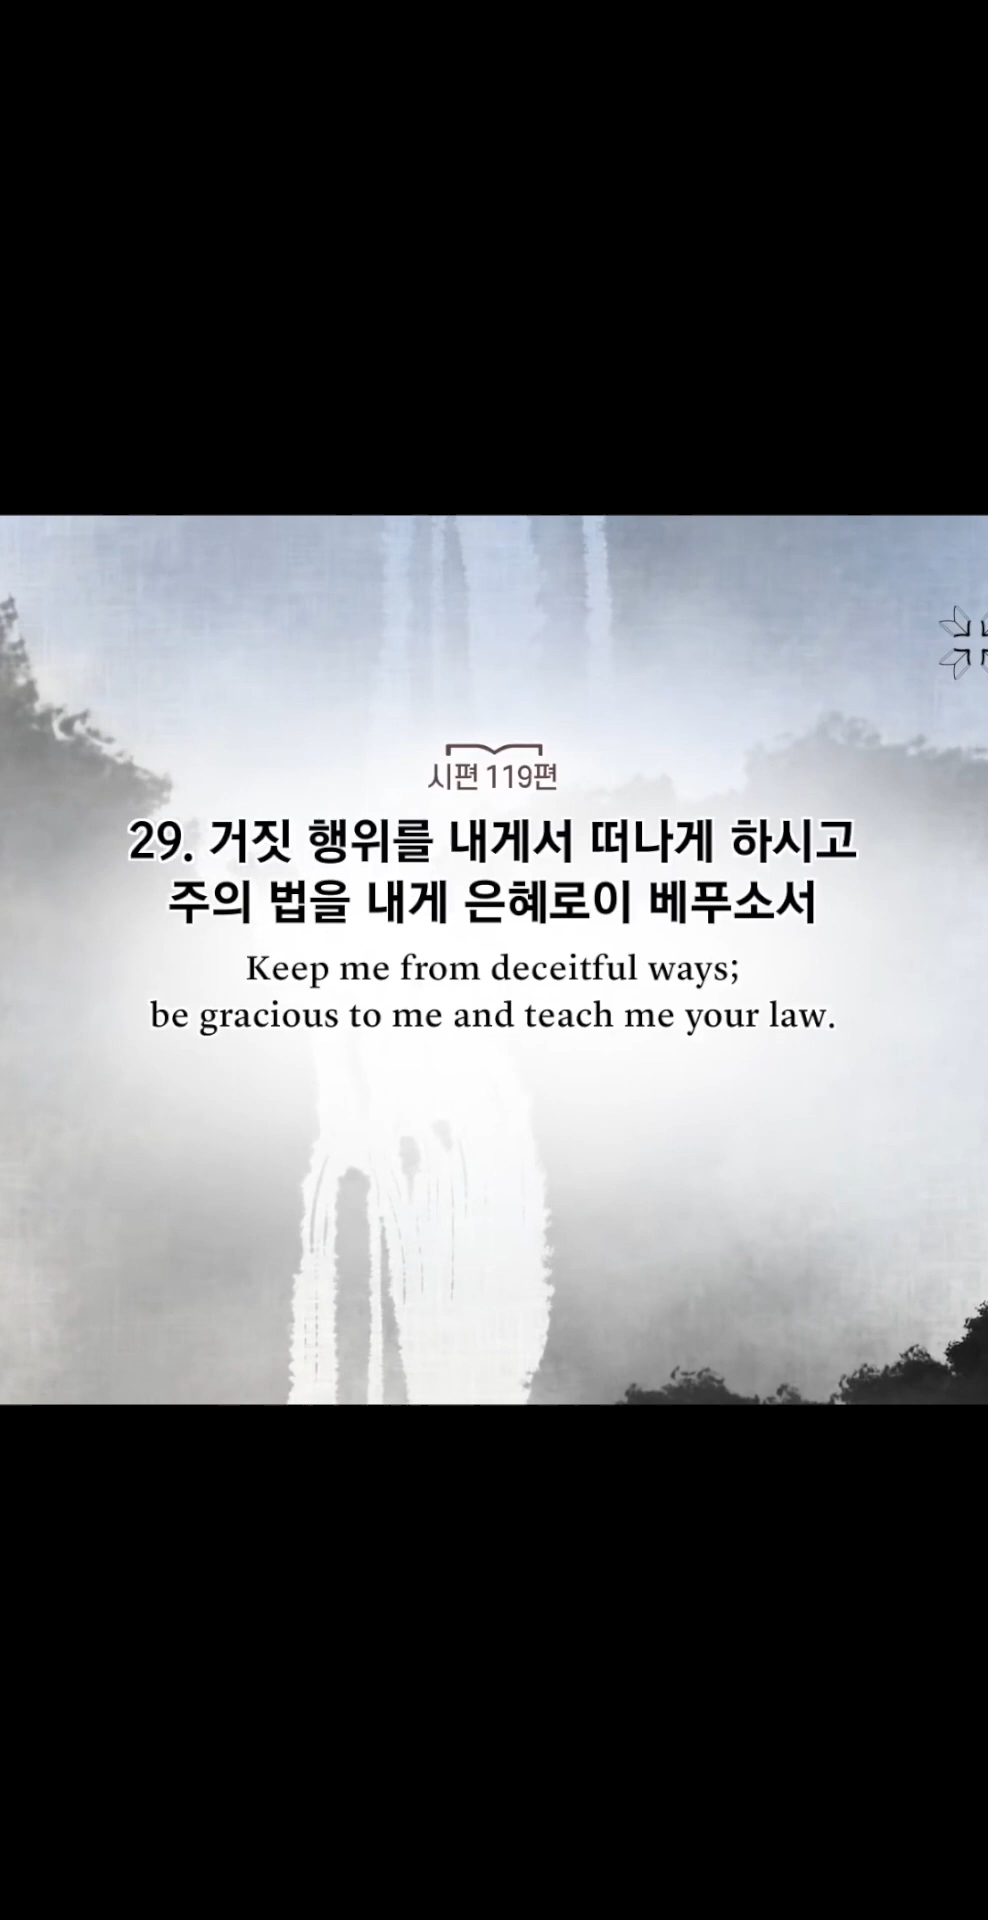 시편 119편
29. 거짓 행위를 내게서 떠나게 하시고
주의 법을 내게 은혜로이 베푸소서
Keep me from deceitful ways;
be gracious to me and teach me your law.